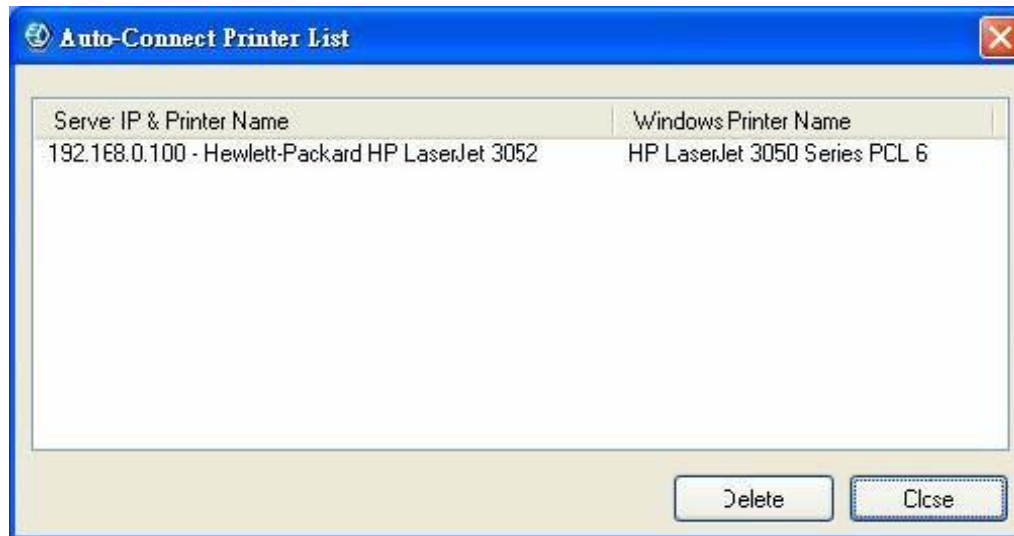 Auto-Connect Printer List
Server IP & Printer Name Windows Printer Name
192.168.0.100 - Hewlett-Packard HP LaserJet 3052 HP LaserJet 3050 Series PCL 6
Delete Close